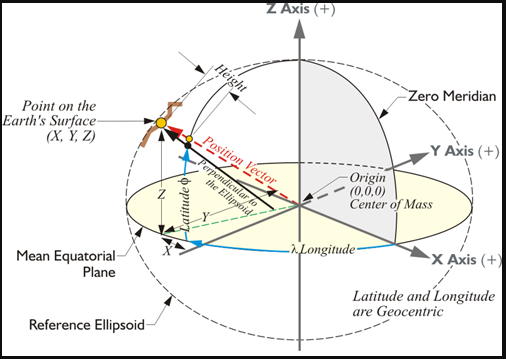 Z Axis (+)
Height
Point on the
Earth's Surface
(X, Y, Z)
Zero Meridian
Y Axis (+)
Position Vector
Perpendicular to
the Ellipsoid
Origin
(0,0,0)
Center of Mass
Z
Latitude ϕ
Y
X
λ Longitude
X Axis (+)
Mean Equatorial
Plane
Latitude and Longitude
are Geocentric
Reference Ellipsoid